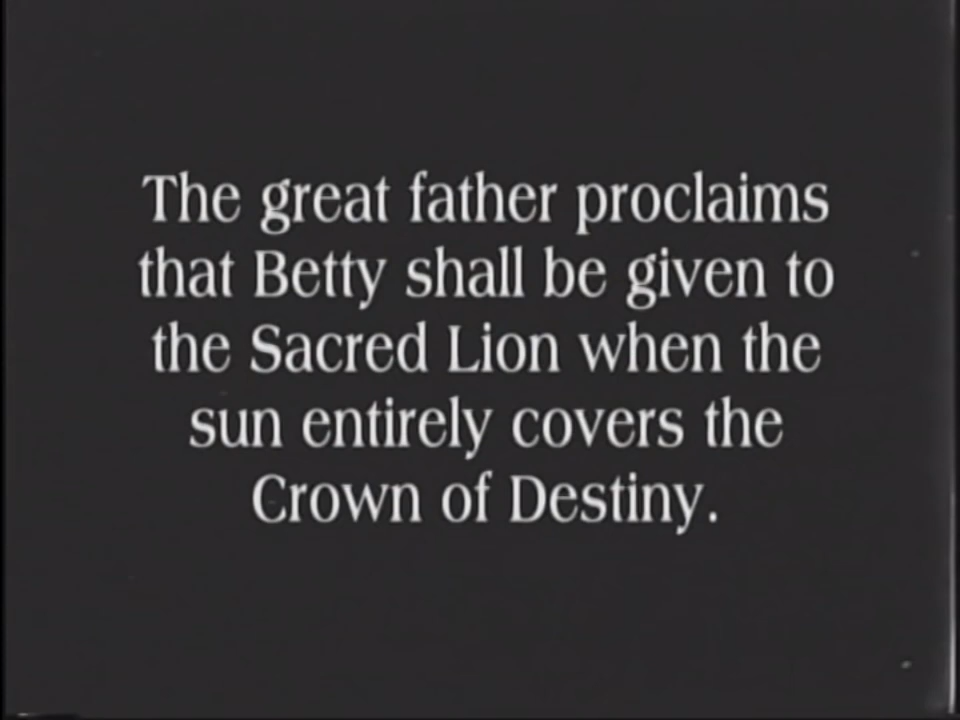 The great father proclaims
that Betty shall be given to
the Sacred Lion when the
sun entirely covers the
Crown of Destiny.